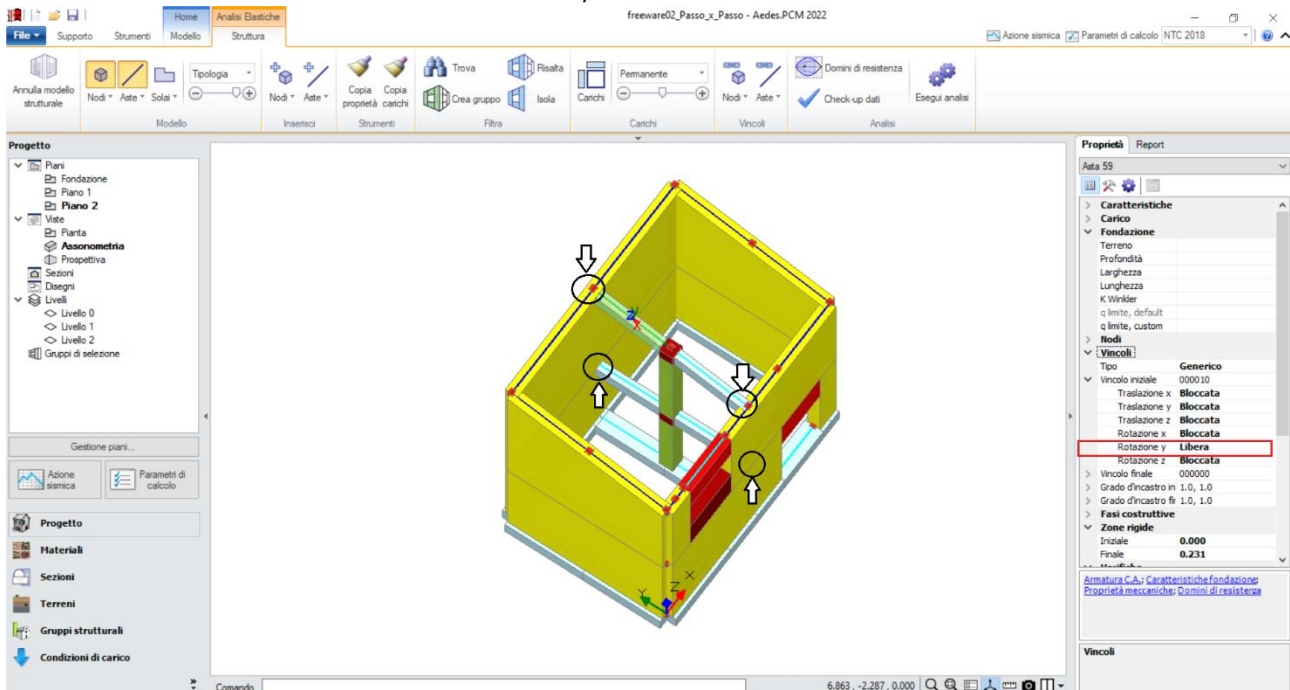 Home
Analisi Elastiche
freeware02_Passo_x_Passo - Aedes.PCM 2022
File
Supporto
Strumenti
Modello
Struttura
Azione sismica
Parametri di calcolo
NTC 2018
Annulla modello strutturale
Nodi
Aste
Solai
Tipologia
Nodi
Aste
Copia proprietà
Copia carichi
Trova
Risalta
Crea gruppo
Isola
Carichi
Permanente
Nodi
Aste
Domini di resistenza
Check-up dati
Esegui analisi
Modello
Inserisci
Strumenti
Filtra
Carichi
Vincoli
Analisi
Progetto
Piani
Fondazione
Piano 1
Piano 2
Viste
Pianta
Assonometria
Prospettiva
Sezioni
Disegni
Livelli
Livello 0
Livello 1
Livello 2
Gruppi di selezione
Gestione piani...
Azione sismica
Parametri di calcolo
Progetto
Materiali
Sezioni
Terreni
Gruppi strutturali
Condizioni di carico
Y
Z
X
Y
Z
X
Comando
6.863 , -2.287 , 0.000
Proprietà
Report
Asta 59
Caratteristiche
Carico
Fondazione
Terreno
Profondità
Larghezza
Lunghezza
K Winkler
q limite, default
q limite, custom
Nodi
Vincoli
Tipo Generico
Vincolo iniziale 000010
Traslazione x Bloccata
Traslazione y Bloccata
Traslazione z Bloccata
Rotazione x Bloccata
Rotazione y Libera
Rotazione z Bloccata
Vincolo finale 000000
Grado d'incastro in 1.0, 1.0
Grado d'incastro fir 1.0, 1.0
Fasi costruttive
Zone rigide
Iniziale 0.000
Finale 0.231
Armatura C.A.; Caratteristiche fondazione;
Proprietà meccaniche; Domini di resistenza
Vincoli